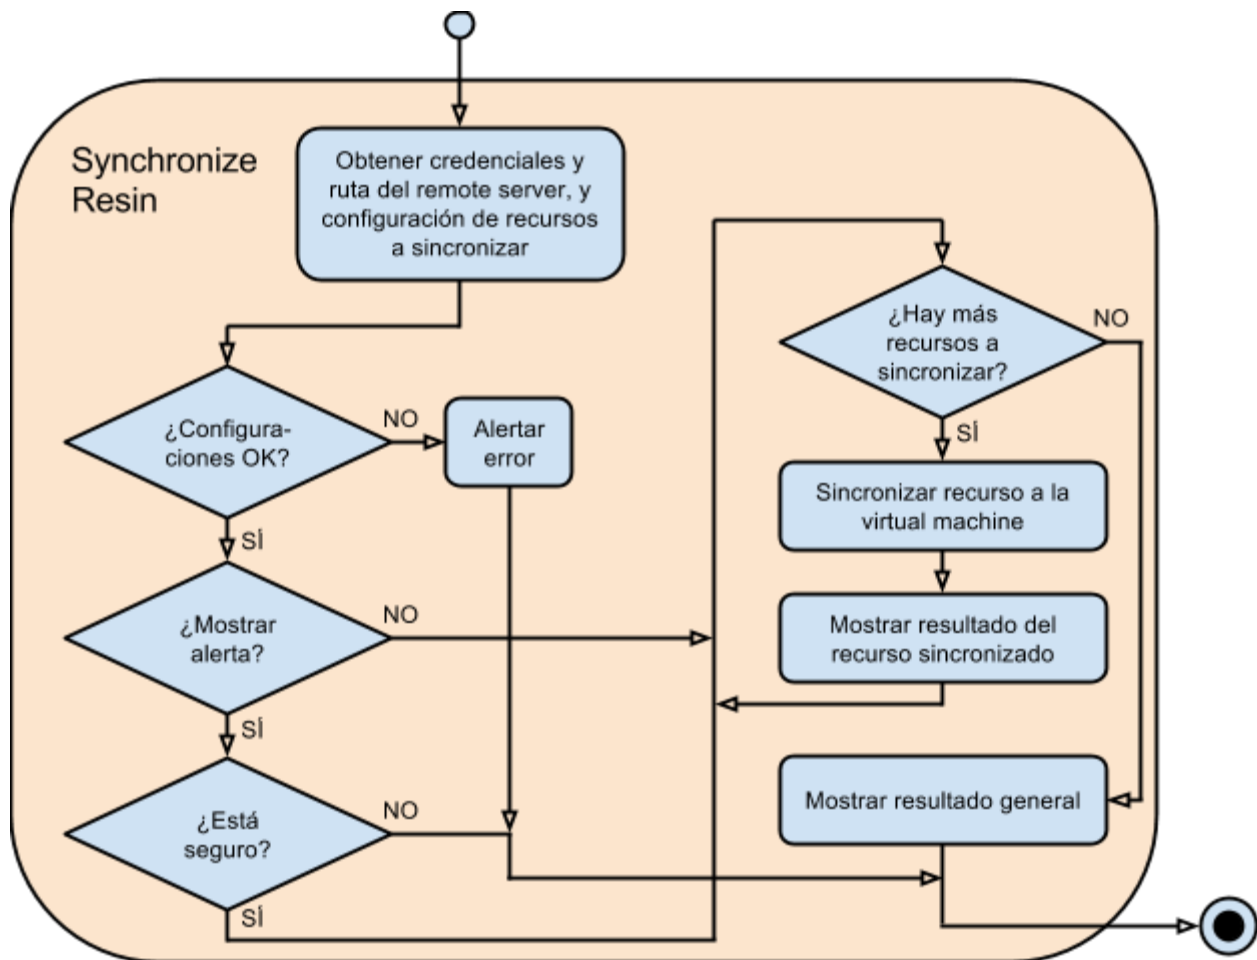 Synchronize
Resin
Obtener credenciales y
ruta del remote server, y
configuración de recursos
a sincronizar
¿Configura-
ciones OK?
NO
Alertar
error
SÍ
¿Mostrar
alerta?
NO
SÍ
¿Está
seguro?
NO
SÍ
¿Hay más
recursos a
sincronizar?
NO
SÍ
Sincronizar recurso a la
virtual machine
Mostrar resultado del
recurso sincronizado
Mostrar resultado general